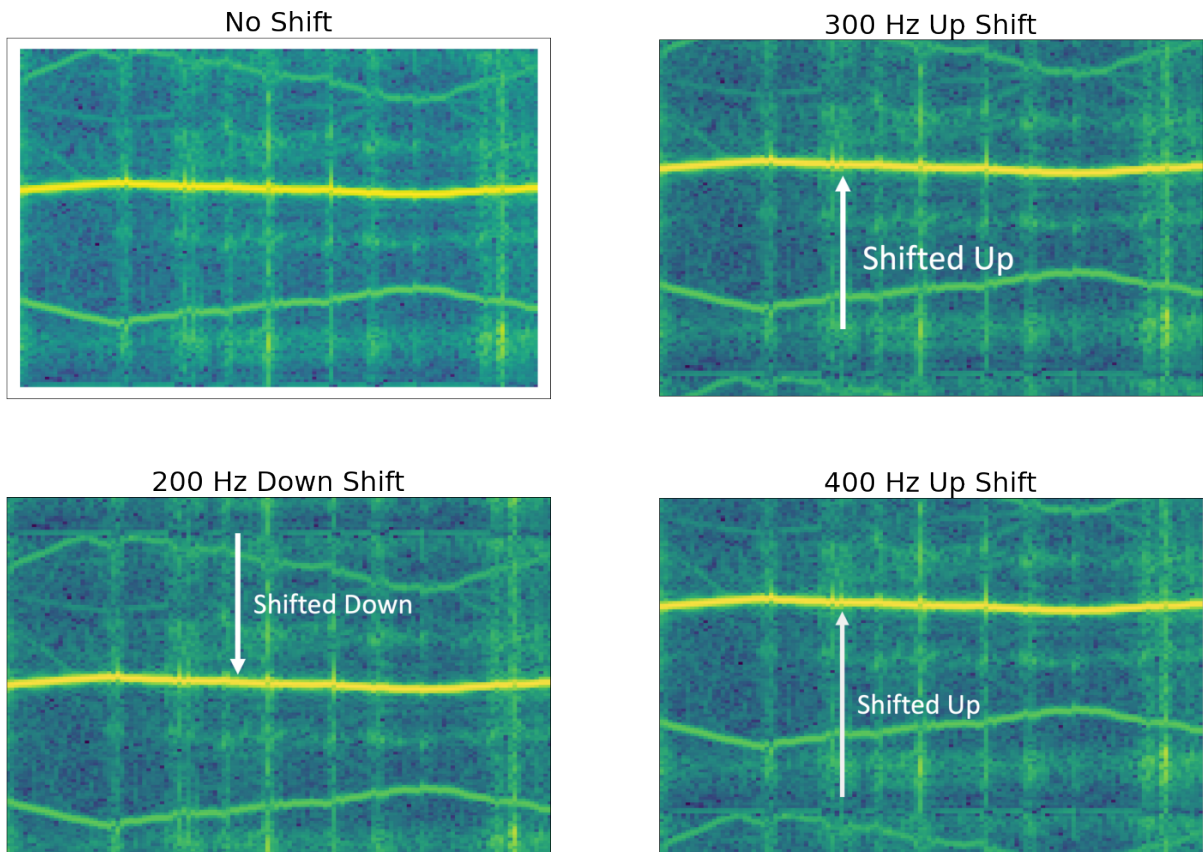 No Shift
300 Hz Up Shift
Shifted Up
200 Hz Down Shift
Shifted Down
400 Hz Up Shift
Shifted Up